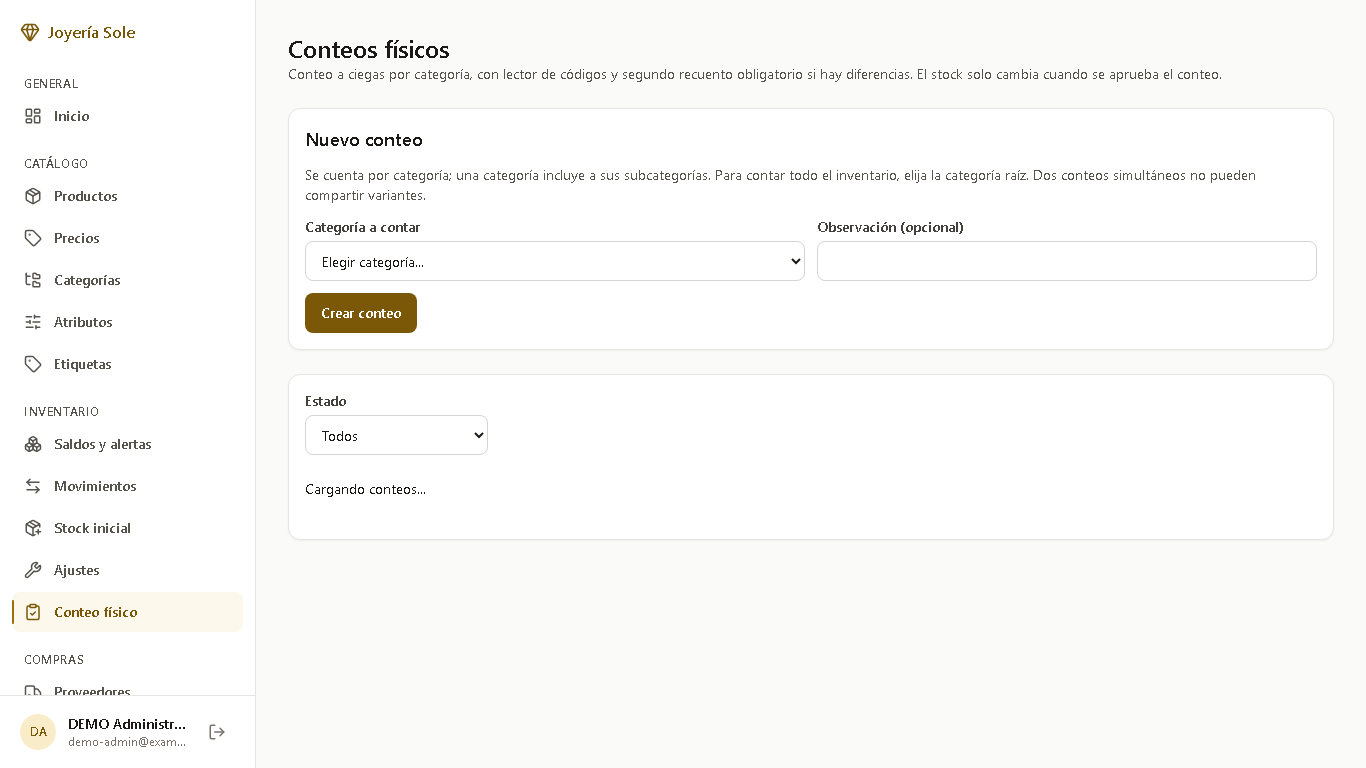 Joyería Sole
GENERAL
Inicio
CATÁLOGO
Productos
Precios
Categorías
Atributos
Etiquetas
INVENTARIO
Saldos y alertas
Movimientos
Stock inicial
Ajustes
Conteo físico
COMPRAS
Proveedores
DA
DEMO Administr...
demo-admin@exam...
Conteos físicos
Conteo a ciegas por categoría, con lector de códigos y segundo recuento obligatorio si hay diferencias. El stock solo cambia cuando se aprueba el conteo.
Nuevo conteo
Se cuenta por categoría; una categoría incluye a sus subcategorías. Para contar todo el inventario, elija la categoría raíz. Dos conteos simultáneos no pueden
compartir variantes.
Categoría a contar
Elegir categoría...
Observación (opcional)
Crear conteo
Estado
Todos
Cargando conteos...